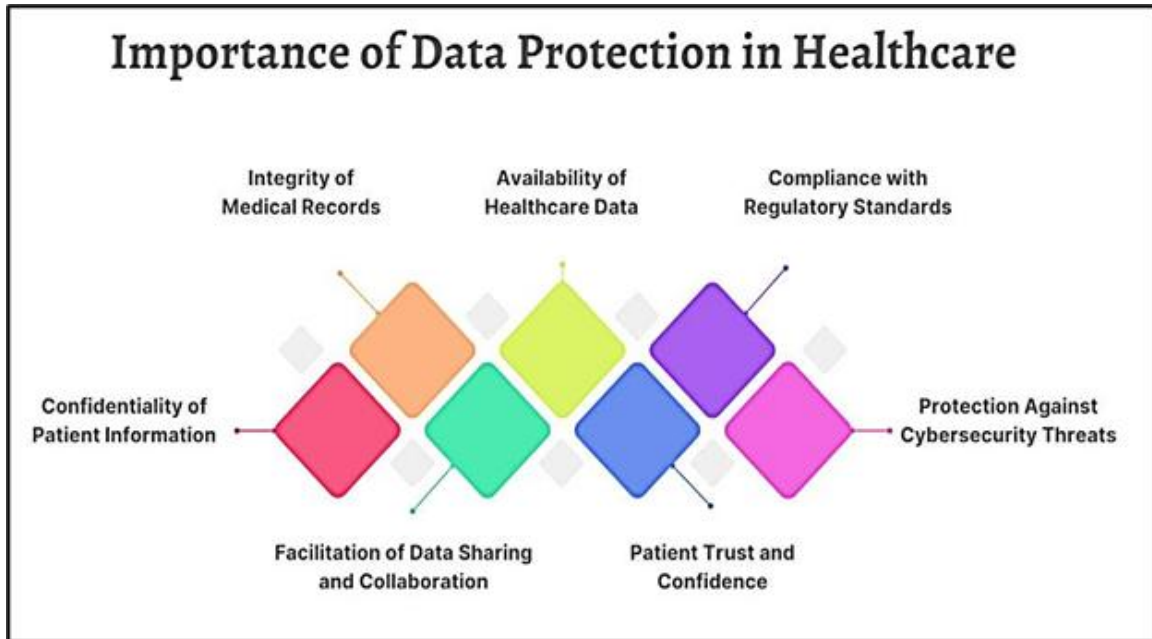 Importance of Data Protection in Healthcare
Integrity of
Medical Records
Availability of
Healthcare Data
Compliance with
Regulatory Standards
Confidentiality of
Patient Information
Protection Against
Cybersecurity Threats
Facilitation of Data Sharing
and Collaboration
Patient Trust and
Confidence